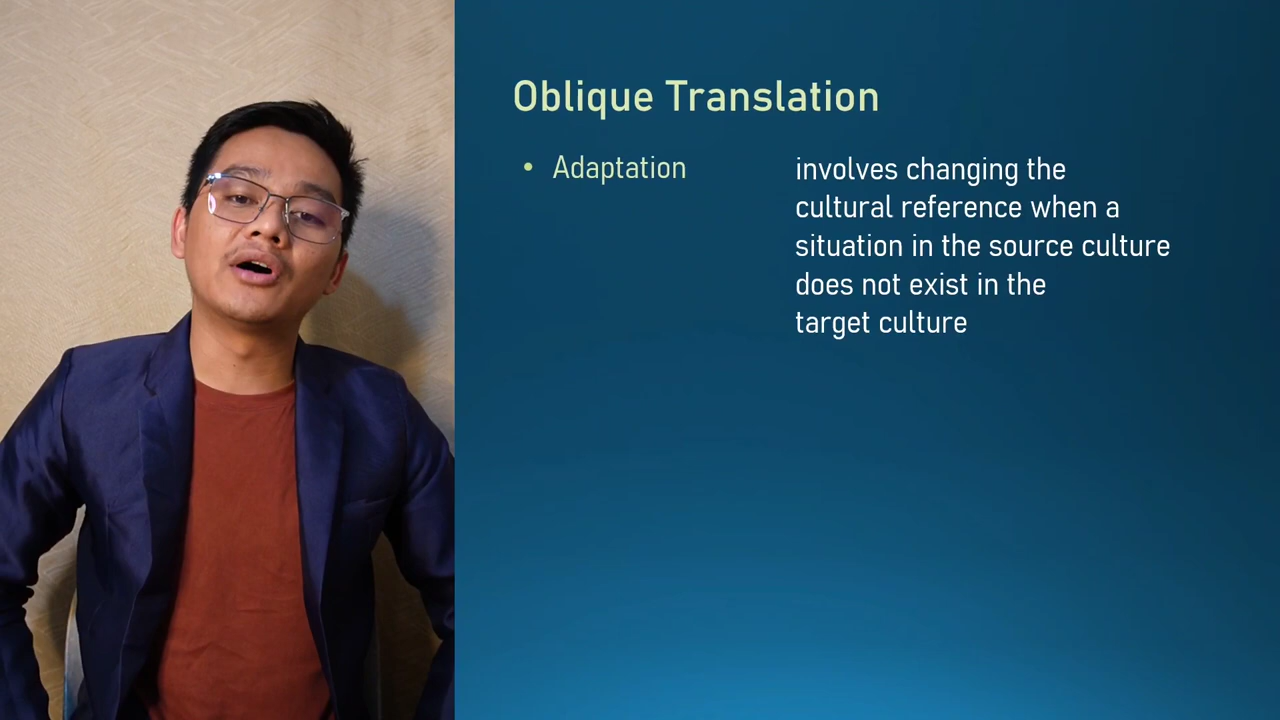 Oblique Translation
• Adaptation
involves changing the
cultural reference when a
situation in the source culture
does not exist in the
target culture